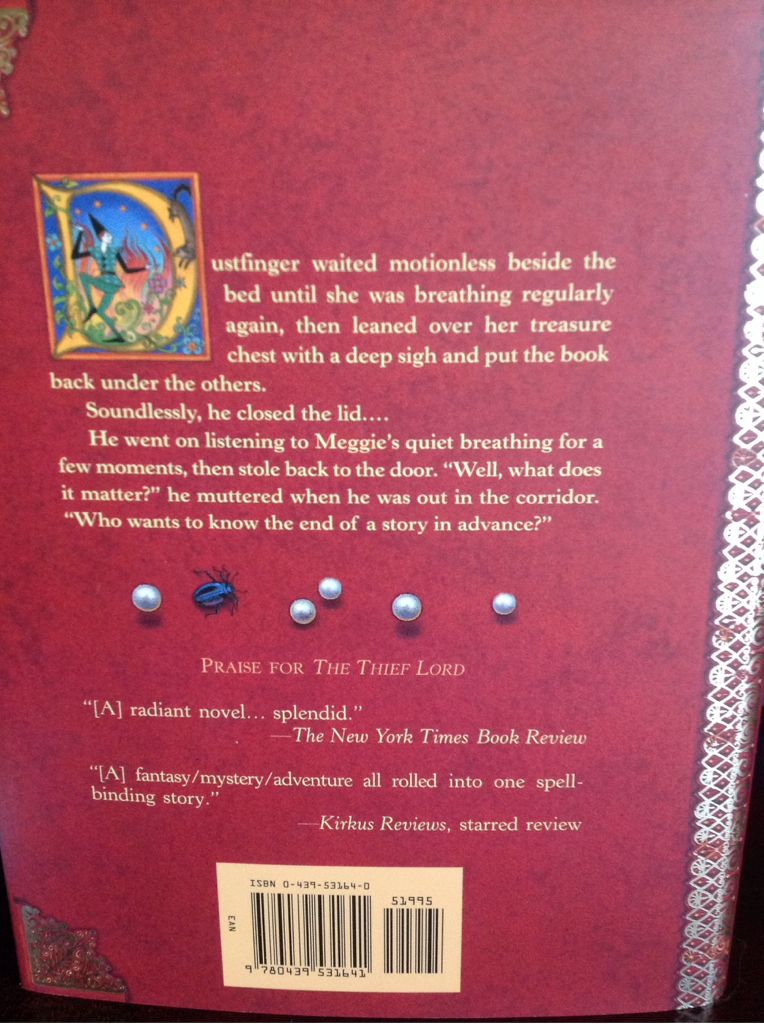 Dustfinger waited motionless beside the
bed until she was breathing regularly
again, then leaned over her treasure
chest with a deep sigh and put the book
back under the others.
Soundlessly, he closed the lid....
He went on listening to Meggie's quiet breathing for a
few moments, then stole back to the door. “Well, what does
it matter?” he muttered when he was out in the corridor.
“Who wants to know the end of a story in advance?”
PRAISE FOR THE THIEF LORD
“[A] radiant novel... splendid.”
—The New York Times Book Review
“[A] fantasy/mystery/adventure all rolled into one spell-
binding story.”
—Kirkus Reviews, starred review
ISBN 0-439-53164-0
51995
EAN
9 780439 531641